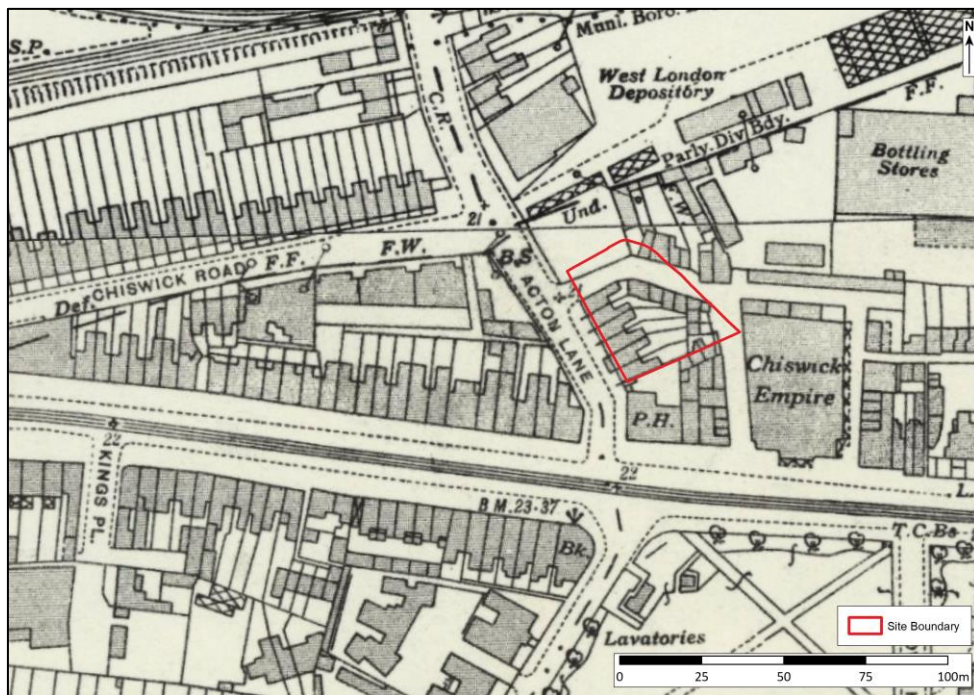 N
S.P.
Muni. Boro.
C.R.
West London
Depository
F.F.
Parly. Div. Bdy.
Bottling
Stores
F.W.
Und.
21
B.S.
CHISWICK ROAD
F.F.
F.W.
Def.
ACTON LANE
Chiswick
Empire
P.H.
22
KINGS PL.
22
B M.23·37
Bk.
T.C.Bs
Lavatories
Site Boundary
0 25 50 75 100m